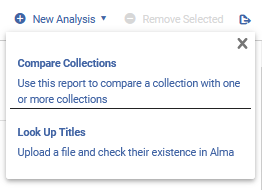 New Analysis
Remove Selected
Compare Collections
Use this report to compare a collection with one
or more collections
Look Up Titles
Upload a file and check their existence in Alma